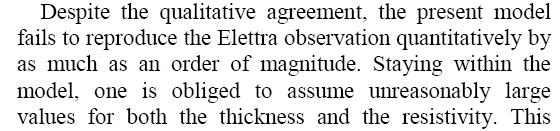 Despite the qualitative agreement, the present model
fails to reproduce the Elettra observation quantitatively by
as much as an order of magnitude. Staying within the
model, one is obliged to assume unreasonably large
values for both the thickness and the resistivity. This